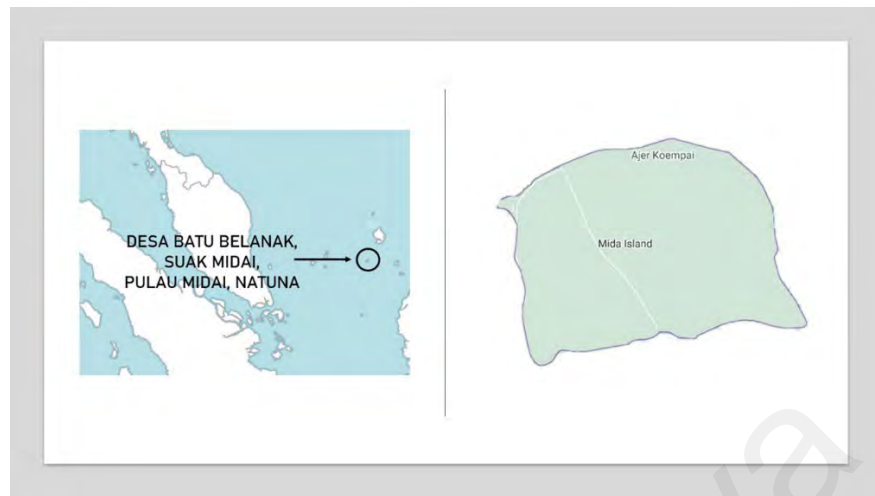 DESA BATU BELANAK,
SUAK MIDAI,
PULAU MIDAI, NATUNA
Ajer Koempai
Mida Island